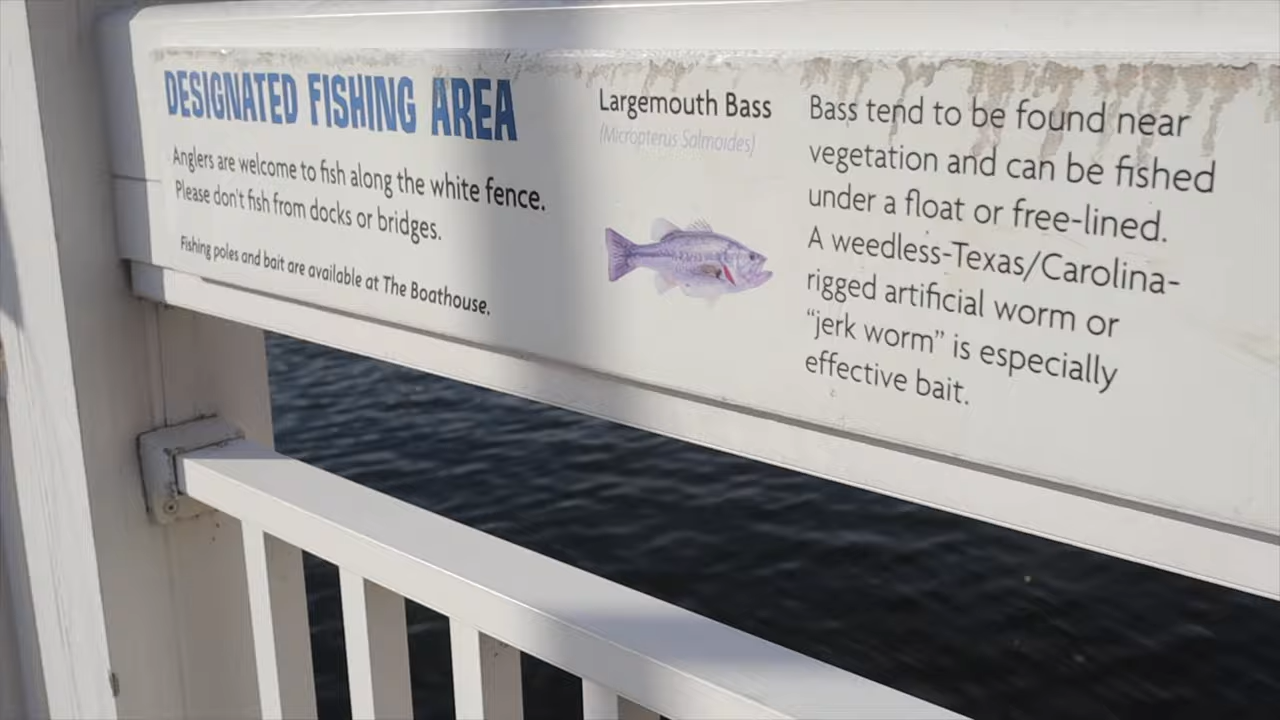 DESIGNATED FISHING AREA
Anglers are welcome to fish along the white fence.
Please don't fish from docks or bridges.
Fishing poles and bait are available at The Boathouse.
Largemouth Bass
(Micropterus Salmoides)
Bass tend to be found near
vegetation and can be fished
under a float or free-lined.
A weedless-Texas/Carolina-
rigged artificial worm or
“jerk worm” is especially
effective bait.